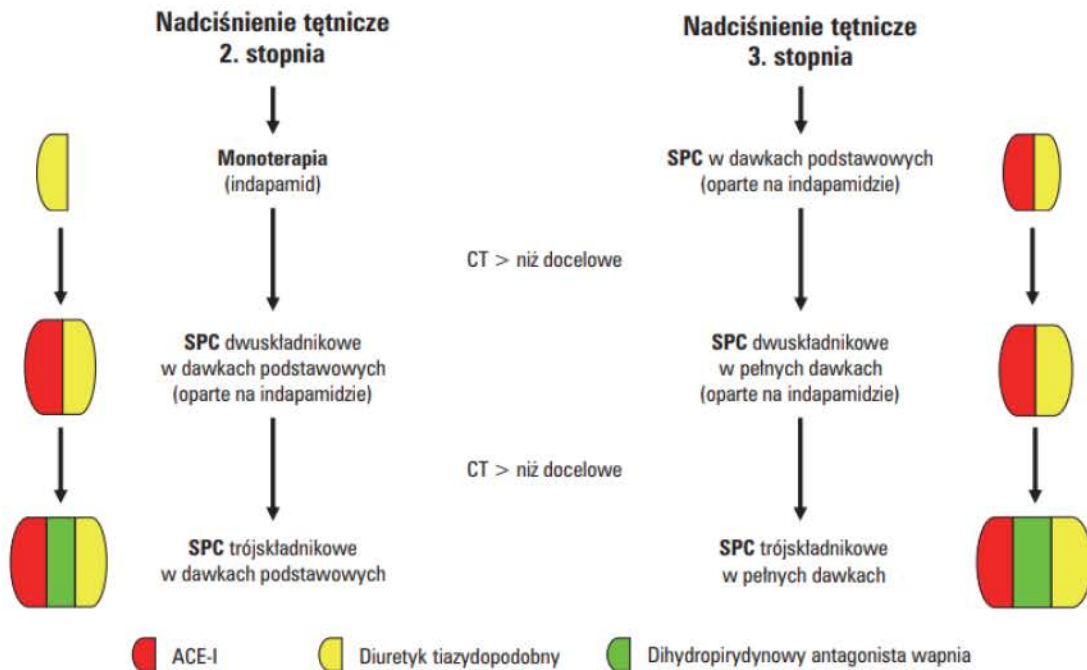 Nadciśnienie tętnicze
2. stopnia
Nadciśnienie tętnicze
3. stopnia
Monoterapia
(indapamid)
SPC w dawkach podstawowych
(oparte na indapamidzie)
CT > niż docelowe
SPC dwuskładnikowe
w dawkach podstawowych
(oparte na indapamidzie)
SPC dwuskładnikowe
w pełnych dawkach
(oparte na indapamidzie)
CT > niż docelowe
SPC trójskładnikowe
w dawkach podstawowych
SPC trójskładnikowe
w pełnych dawkach
ACE-I
Diuretyk tiazydopodobny
Dihydropirydynowy antagonista wapnia